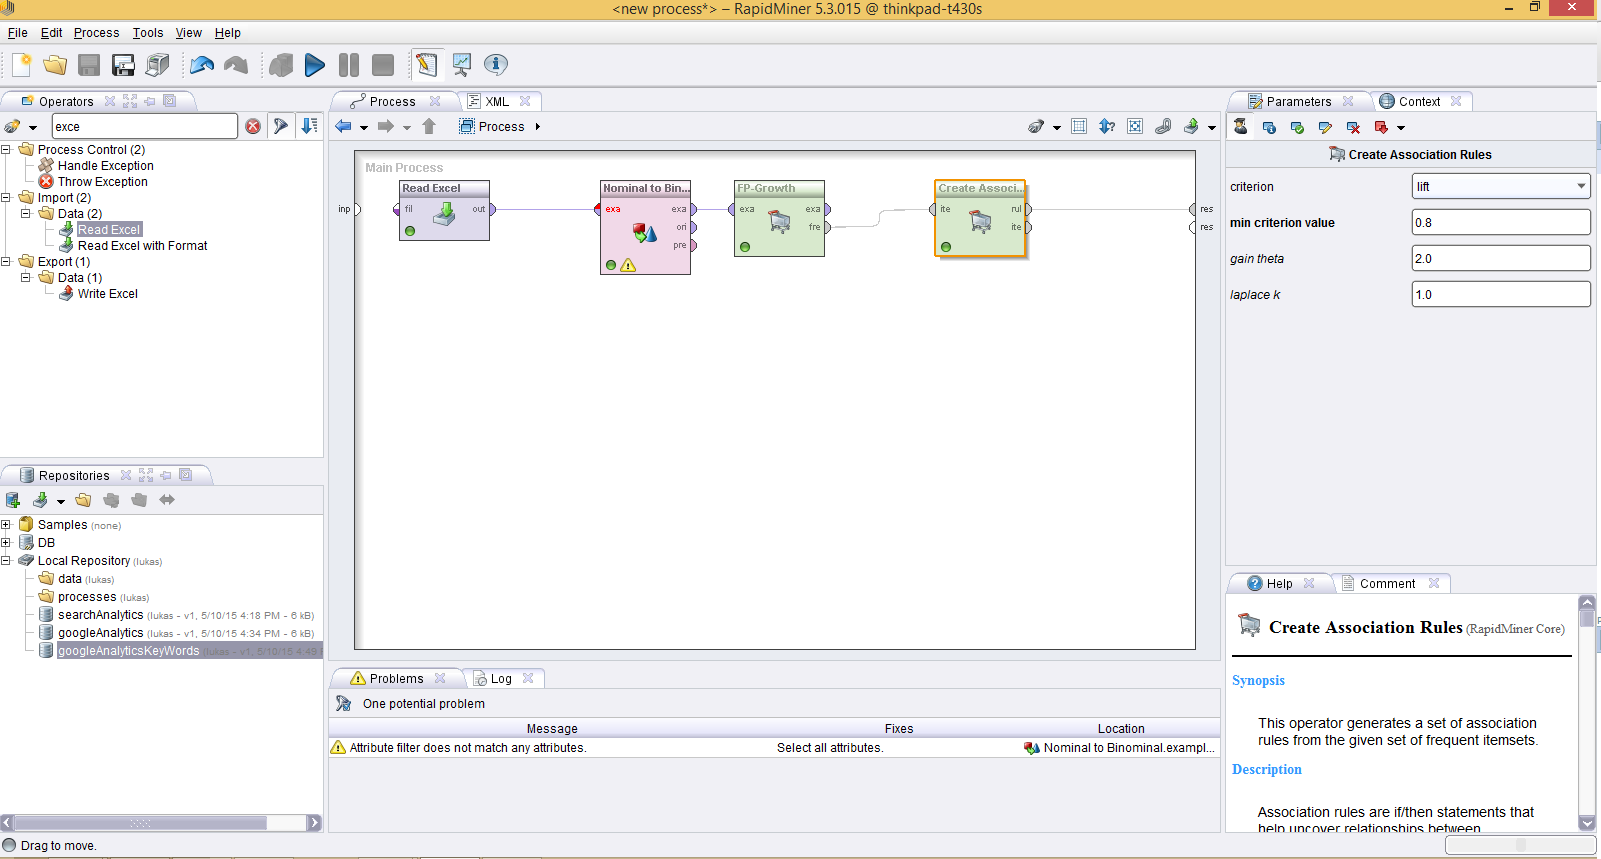 <new process*> – RapidMiner 5.3.015 @ thinkpad-t430s
File Edit Process Tools View Help
Operators
exce
Process Control (2)
Handle Exception
Throw Exception
Import (2)
Data (2)
Read Excel
Read Excel with Format
Export (1)
Data (1)
Write Excel
Repositories
Samples (none)
DB
Local Repository (lukas)
data (lukas)
processes (lukas)
searchAnalytics (lukas - v1, 5/10/15 4:18 PM - 6 kB)
googleAnalytics (lukas - v1, 5/10/15 4:34 PM - 6 kB)
googleAnalyticsKeyWords (lukas - v1, 5/10/15 4:49
Drag to move.
Process XML
Process
Main Process
inp
Read Excel
fil out
Nominal to Bin...
exa exa
ori
pre
FP-Growth
exa exa
fre
Create Associ...
ite rul
ite
res
res
Problems Log
One potential problem
Message Fixes Location
Attribute filter does not match any attributes. Select all attributes. Nominal to Binominal.exampl...
Parameters Context
Create Association Rules
criterion lift
min criterion value 0.8
gain theta 2.0
laplace k 1.0
Help Comment
Create Association Rules (RapidMiner Core)
Synopsis
This operator generates a set of association
rules from the given set of frequent itemsets.
Description
Association rules are if/then statements that
help uncover relationships between